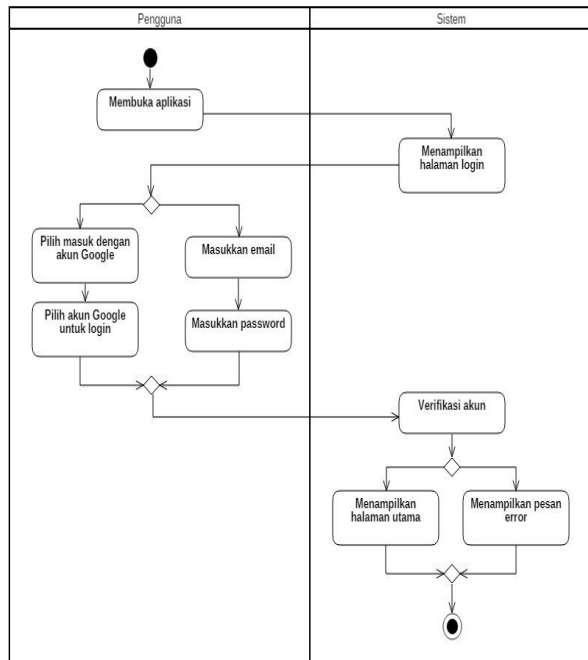 Pengguna
Sistem
Membuka aplikasi
Menampilkan
halaman login
Pilih masuk dengan
akun Google
Masukkan email
Pilih akun Google
untuk login
Masukkan password
Verifikasi akun
Menampilkan
halaman utama
Menampilkan pesan
error